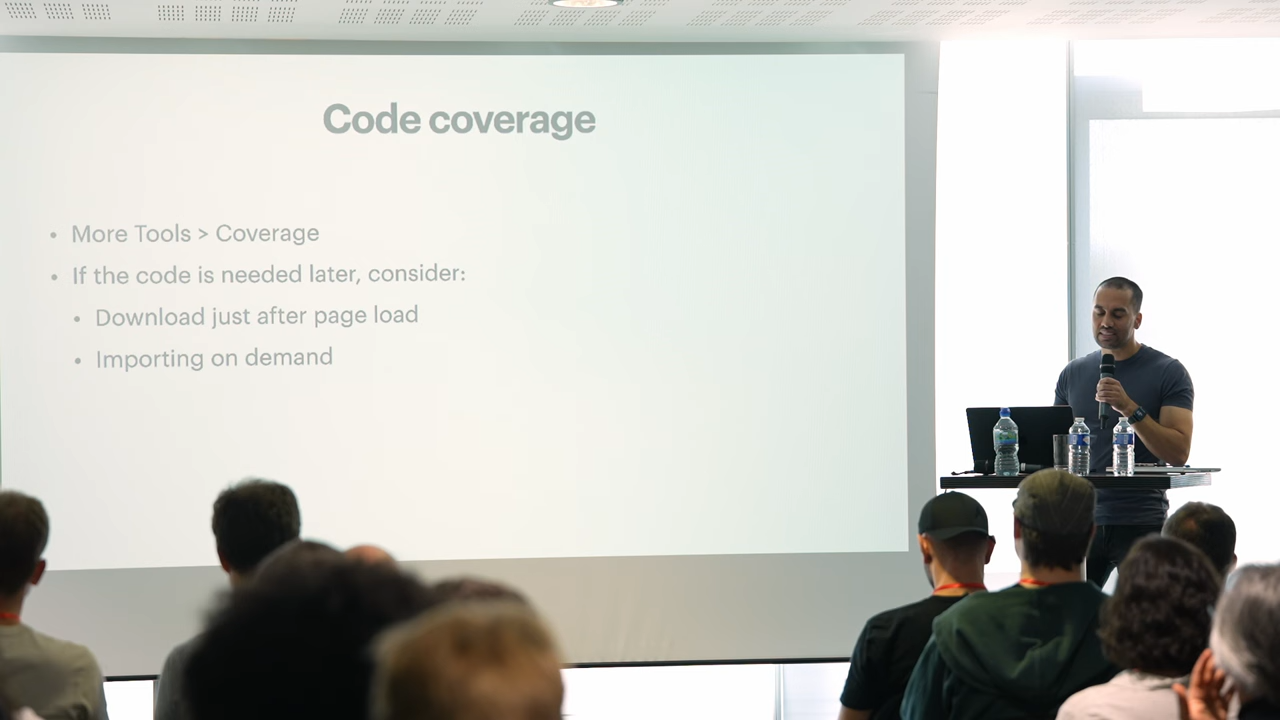 Code coverage
• More Tools > Coverage
• If the code is needed later, consider:
• Download just after page load
• Importing on demand